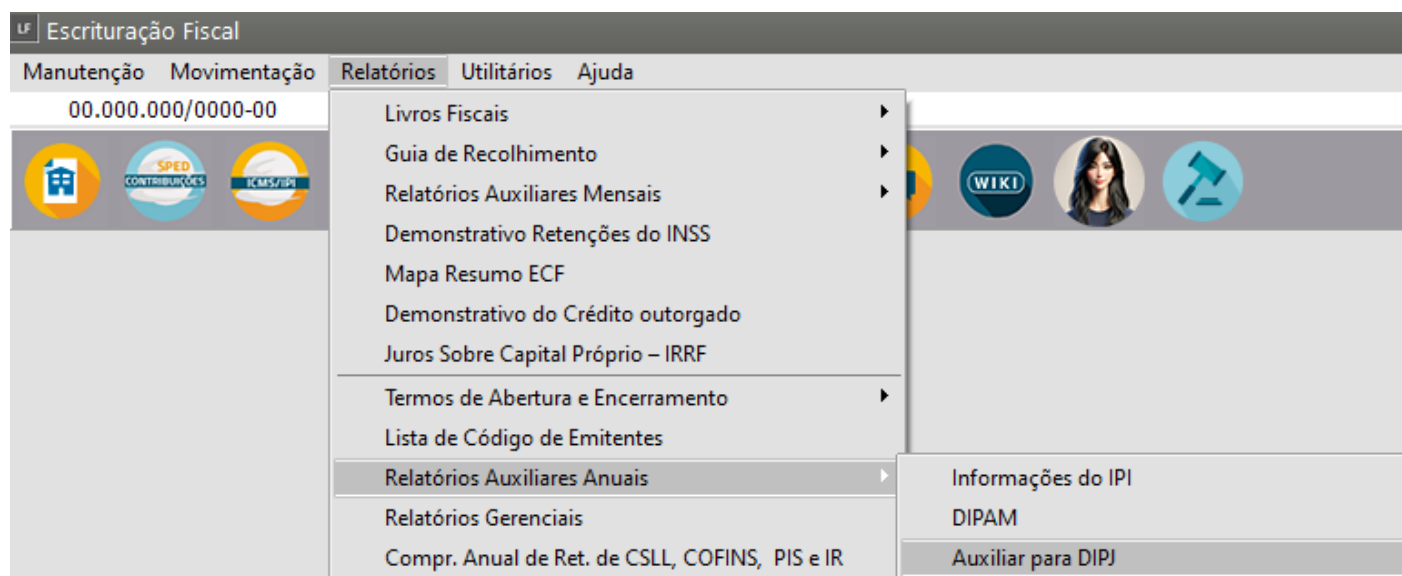 LF Escrituração Fiscal
Manutenção Movimentação Relatórios Utilitários Ajuda
00.000.000/0000-00
SPED
CONTRIBUIÇÕES
ICMS/IPI
WIKI
Livros Fiscais
Guia de Recolhimento
Relatórios Auxiliares Mensais
Demonstrativo Retenções do INSS
Mapa Resumo ECF
Demonstrativo do Crédito outorgado
Juros Sobre Capital Próprio – IRRF
Termos de Abertura e Encerramento
Lista de Código de Emitentes
Relatórios Auxiliares Anuais
Relatórios Gerenciais
Compr. Anual de Ret. de CSLL, COFINS, PIS e IR
Informações do IPI
DIPAM
Auxiliar para DIPJ